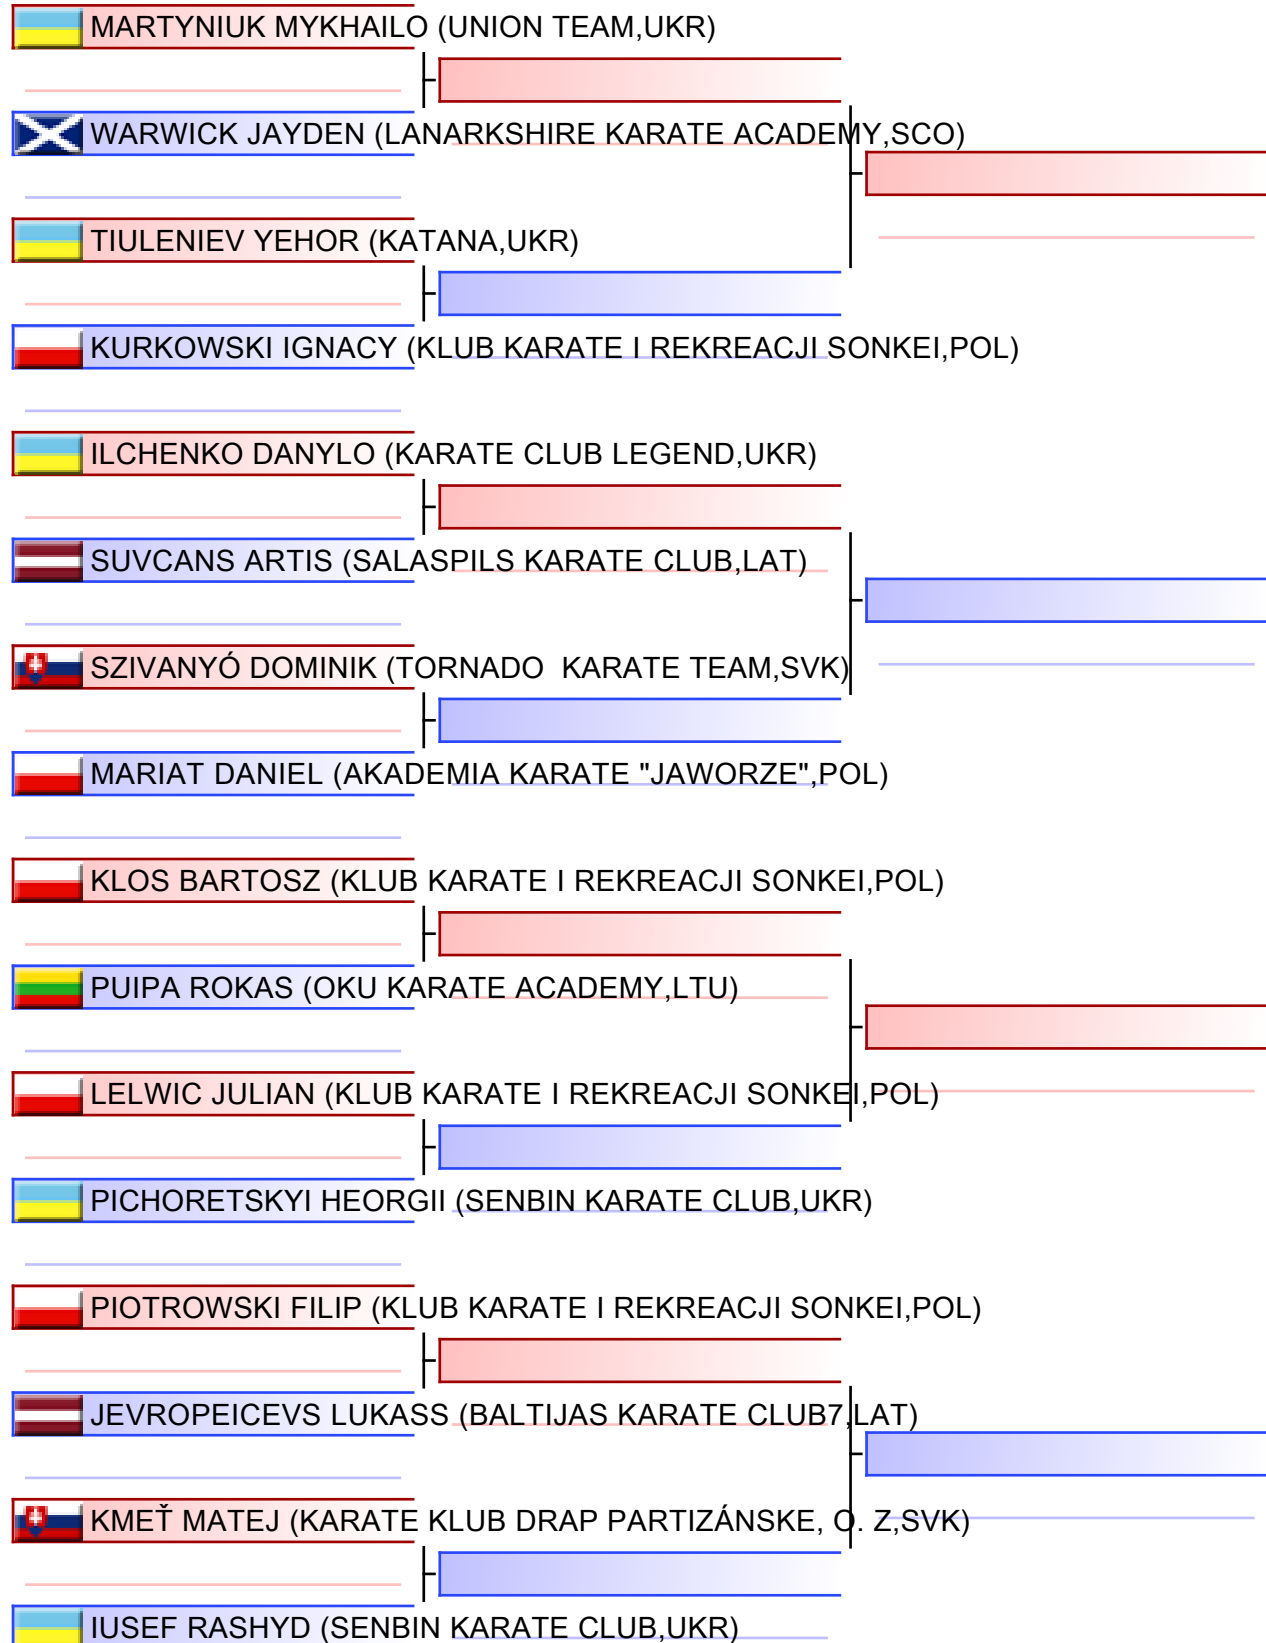 MARTYNIUK MYKHAILO (UNION TEAM,UKR)
WARWICK JAYDEN (LANARKSHIRE KARATE ACADEMY,SCO)
TIULENIEV YEHOR (KATANA,UKR)
KURKOWSKI IGNACY (KLUB KARATE I REKREACJI SONKEI,POL)
ILCHENKO DANYLO (KARATE CLUB LEGEND,UKR)
SUVCANS ARTIS (SALASPILS KARATE CLUB,LAT)
SZIVANYÓ DOMINIK (TORNADO  KARATE TEAM,SVK)
MARIAT DANIEL (AKADEMIA KARATE "JAWORZE",POL)
KLOS BARTOSZ (KLUB KARATE I REKREACJI SONKEI,POL)
PUIPA ROKAS (OKU KARATE ACADEMY,LTU)
LELWIC JULIAN (KLUB KARATE I REKREACJI SONKEI,POL)
PICHORETSKYI HEORGII (SENBIN KARATE CLUB,UKR)
PIOTROWSKI FILIP (KLUB KARATE I REKREACJI SONKEI,POL)
JEVROPEICEVS LUKASS (BALTIJAS KARATE CLUB7,LAT)
KMEŤ MATEJ (KARATE KLUB DRAP PARTIZÁNSKE, O. Z,SVK)
IUSEF RASHYD (SENBIN KARATE CLUB,UKR)